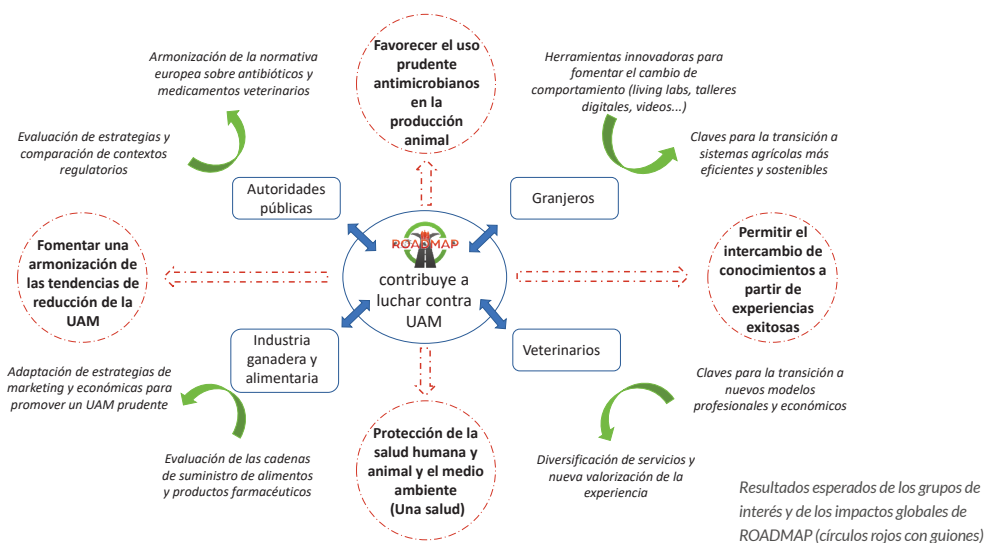 Favorecer el uso
prudente
antimicrobianos
en la
producción
animal
Armonización de la normativa
europea sobre antibióticos y
medicamentos veterinarios
Herramientas innovadoras para
fomentar el cambio de
comportamiento (living labs, talleres
digitales, videos...)
Evaluación de estrategias y
comparación de contextos
regulatorios
Claves para la transición a
sistemas agrícolas más
eficientes y sostenibles
Autoridades
públicas
Granjeros
Fomentar una
armonización de
las tendencias de
reducción de la
UAM
ROADMAP
contribuye a
luchar contra
UAM
Permitir el
intercambio de
conocimientos a
partir de
experiencias
exitosas
Industria
ganadera y
alimentaria
Veterinarios
Adaptación de estrategias de
marketing y económicas para
promover un UAM prudente
Claves para la transición a
nuevos modelos
profesionales y económicos
Protección de la
salud humana y
animal y el medio
ambiente
(Una salud)
Evaluación de las cadenas
de suministro de alimentos
y productos farmacéuticos
Diversificación de servicios y
nueva valorización de la
experiencia
Resultados esperados de los grupos de
interés y de los impactos globales de
ROADMAP (círculos rojos con guiones)